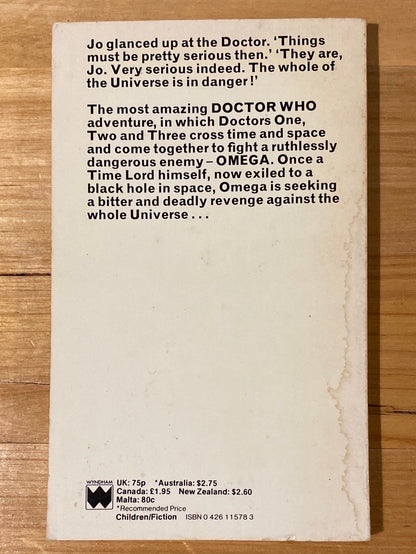 Jo glanced up at the Doctor. ‘Things
must be pretty serious then.’ ‘They are,
Jo. Very serious indeed. The whole of
the Universe is in danger!’
The most amazing DOCTOR WHO
adventure, in which Doctors One,
Two and Three cross time and space
and come together to fight a ruthlessly
dangerous enemy – OMEGA. Once a
Time Lord himself, now exiled to a
black hole in space, Omega is seeking
a bitter and deadly revenge against the
whole Universe . . .
WYNDHAM
UK: 75p *Australia: $2.75
Canada: £1.95 New Zealand: $2.60
Malta: 80c
*Recommended Price
Children/Fiction ISBN 0 426 11578 3